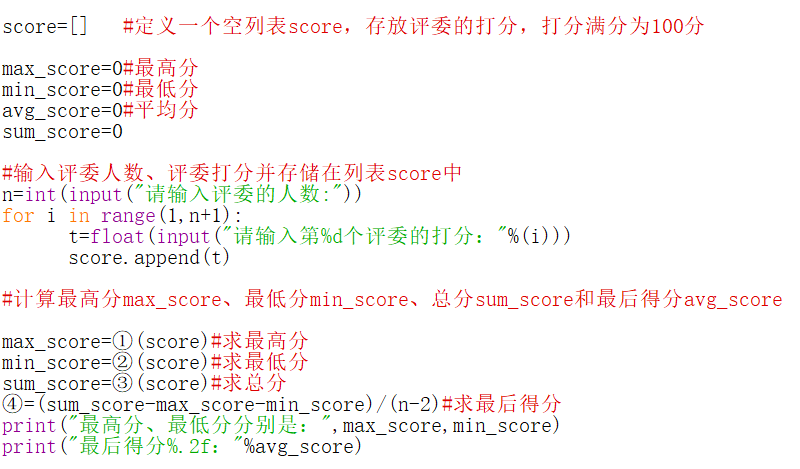 score=[]   #定义一个空列表score，存放评委的打分，打分满分为100分
max_score=0#最高分
min_score=0#最低分
avg_score=0#平均分
sum_score=0
#输入评委人数、评委打分并存储在列表score中
n=int(input("请输入评委的人数:"))
for i in range(1,n+1):
      t=float(input("请输入第%d个评委的打分："%(i)))
      score.append(t)
#计算最高分max_score、最低分min_score、总分sum_score和最后得分avg_score
max_score=①(score)#求最高分
min_score=②(score)#求最低分
sum_score=③(score)#求总分
④=(sum_score-max_score-min_score)/(n-2)#求最后得分
print("最高分、最低分分别是：",max_score,min_score)
print("最后得分%.2f："%avg_score)